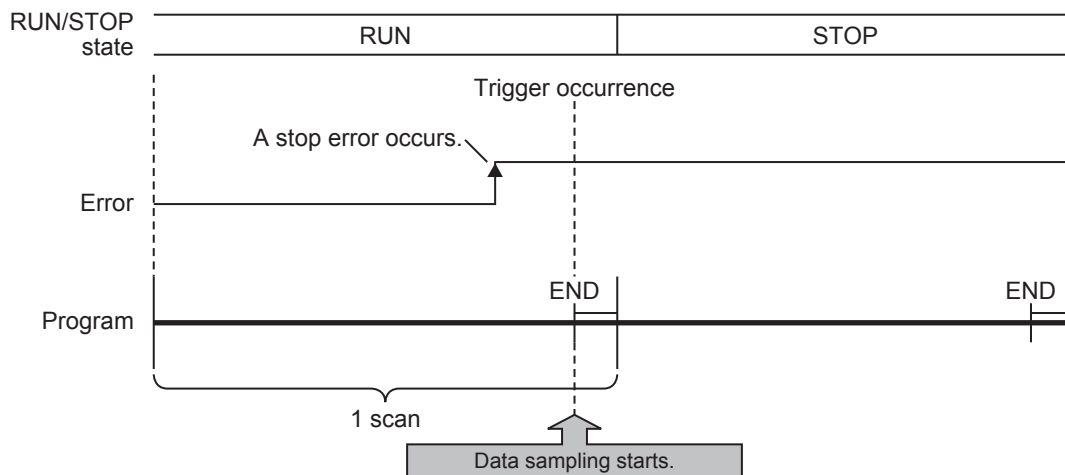 RUN/STOP
state
RUN
STOP
Trigger occurrence
A stop error occurs.
Error
END
END
Program
1 scan
Data sampling starts.